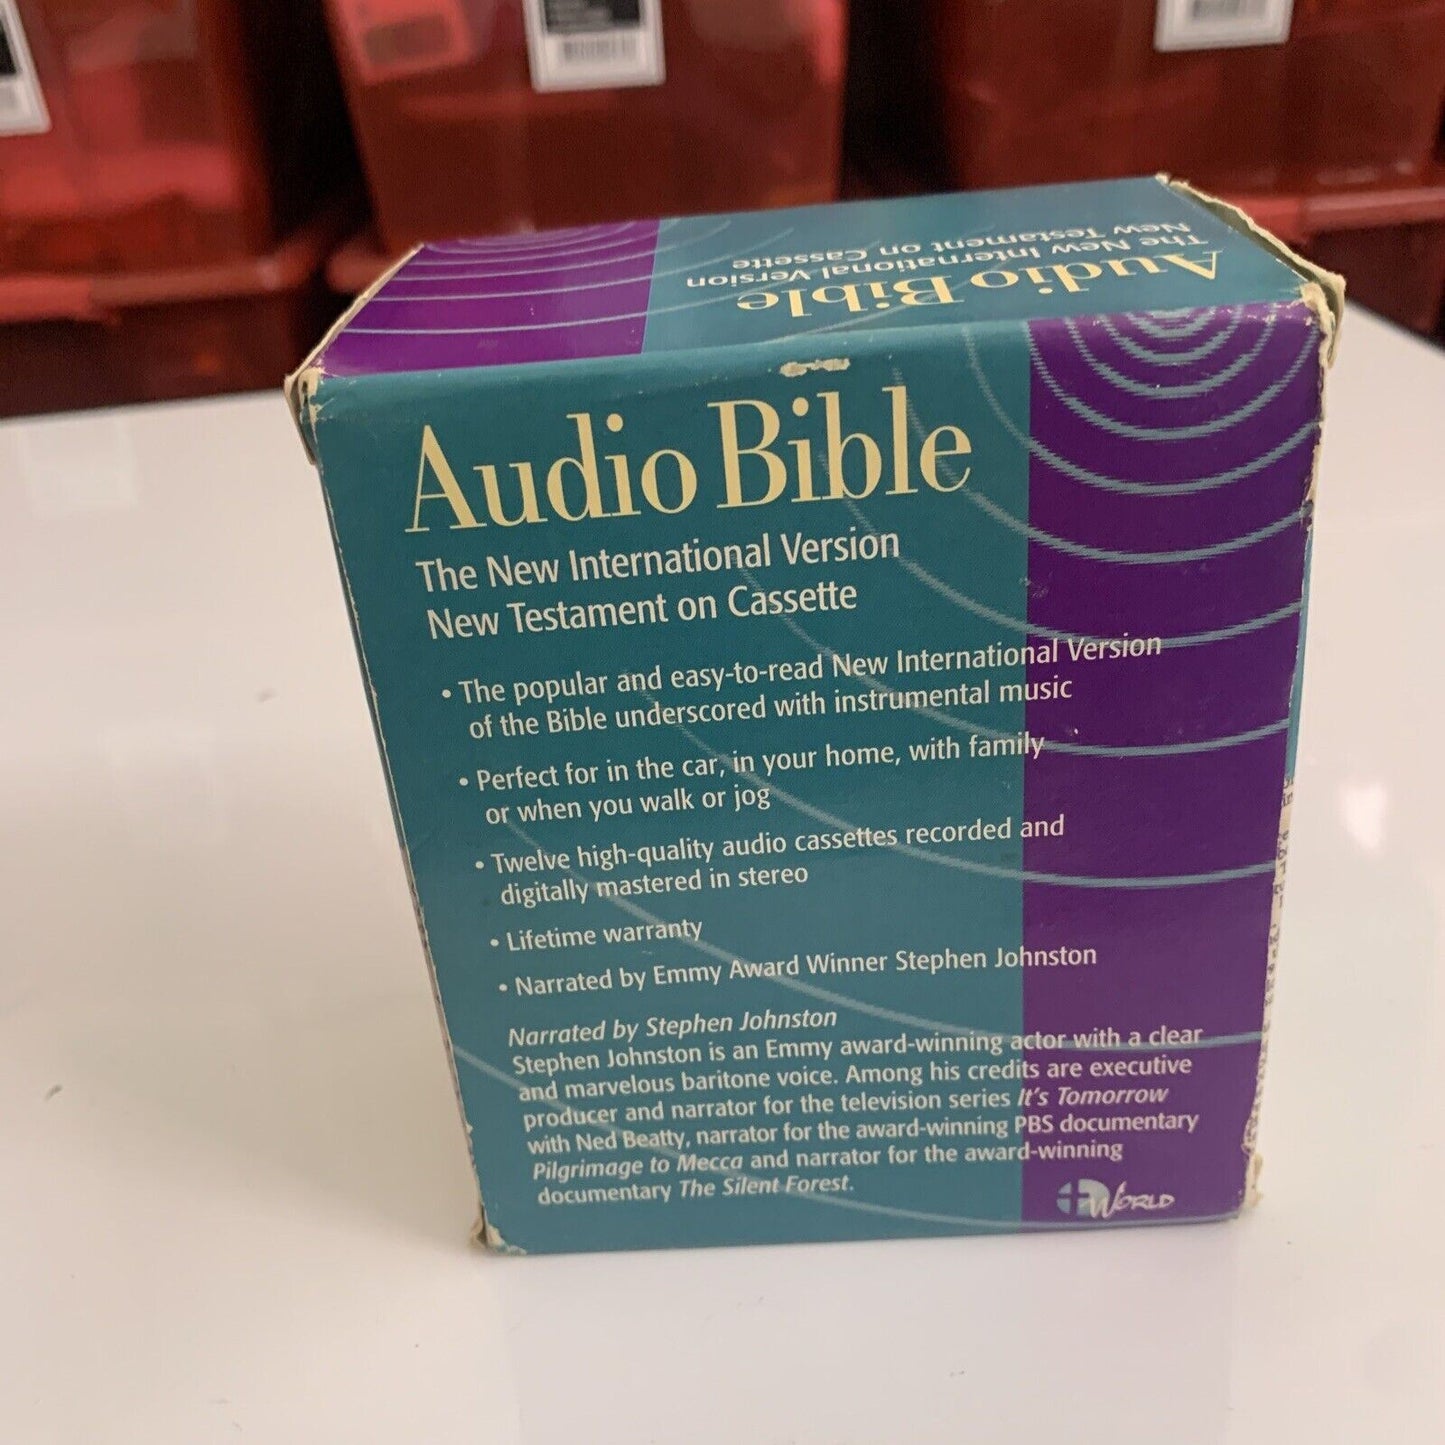 Audio Bible
The New International Version
New Testament on Cassette
Audio Bible
The New International Version
New Testament on Cassette
• The popular and easy-to-read New International Version
of the Bible underscored with instrumental music
• Perfect for in the car, in your home, with family
or when you walk or jog
• Twelve high-quality audio cassettes recorded and
digitally mastered in stereo
• Lifetime warranty
• Narrated by Emmy Award Winner Stephen Johnston
Narrated by Stephen Johnston
Stephen Johnston is an Emmy award-winning actor with a clear
and marvelous baritone voice. Among his credits are executive
producer and narrator for the television series It's Tomorrow
with Ned Beatty, narrator for the award-winning PBS documentary
Pilgrimage to Mecca and narrator for the award-winning
documentary The Silent Forest.
WORLD